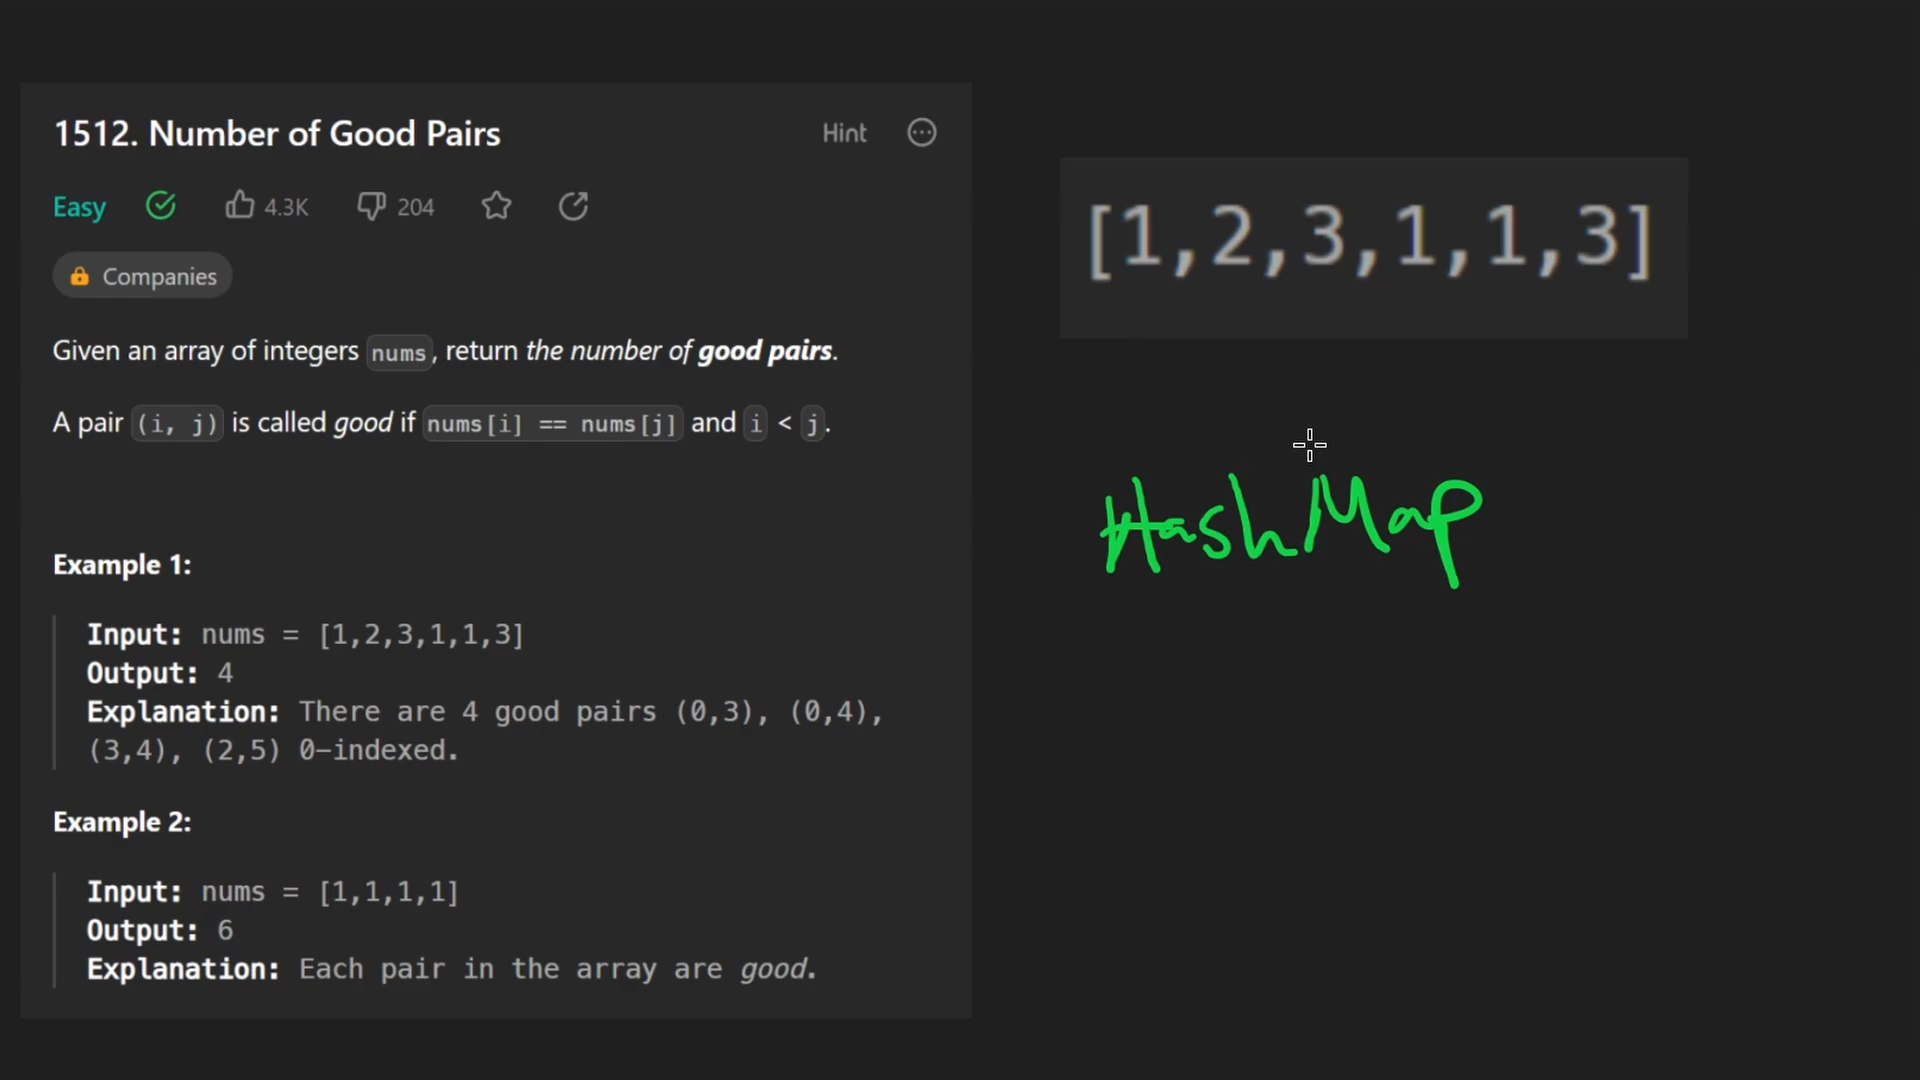 1512. Number of Good Pairs
Hint
Easy 4.3K 204
Companies
Given an array of integers nums, return the number of good pairs.
A pair (i, j) is called good if nums[i] == nums[j] and i < j.
Example 1:
Input: nums = [1,2,3,1,1,3]
Output: 4
Explanation: There are 4 good pairs (0,3), (0,4),
(3,4), (2,5) 0-indexed.
Example 2:
Input: nums = [1,1,1,1]
Output: 6
Explanation: Each pair in the array are good.
[1,2,3,1,1,3]
HashMap